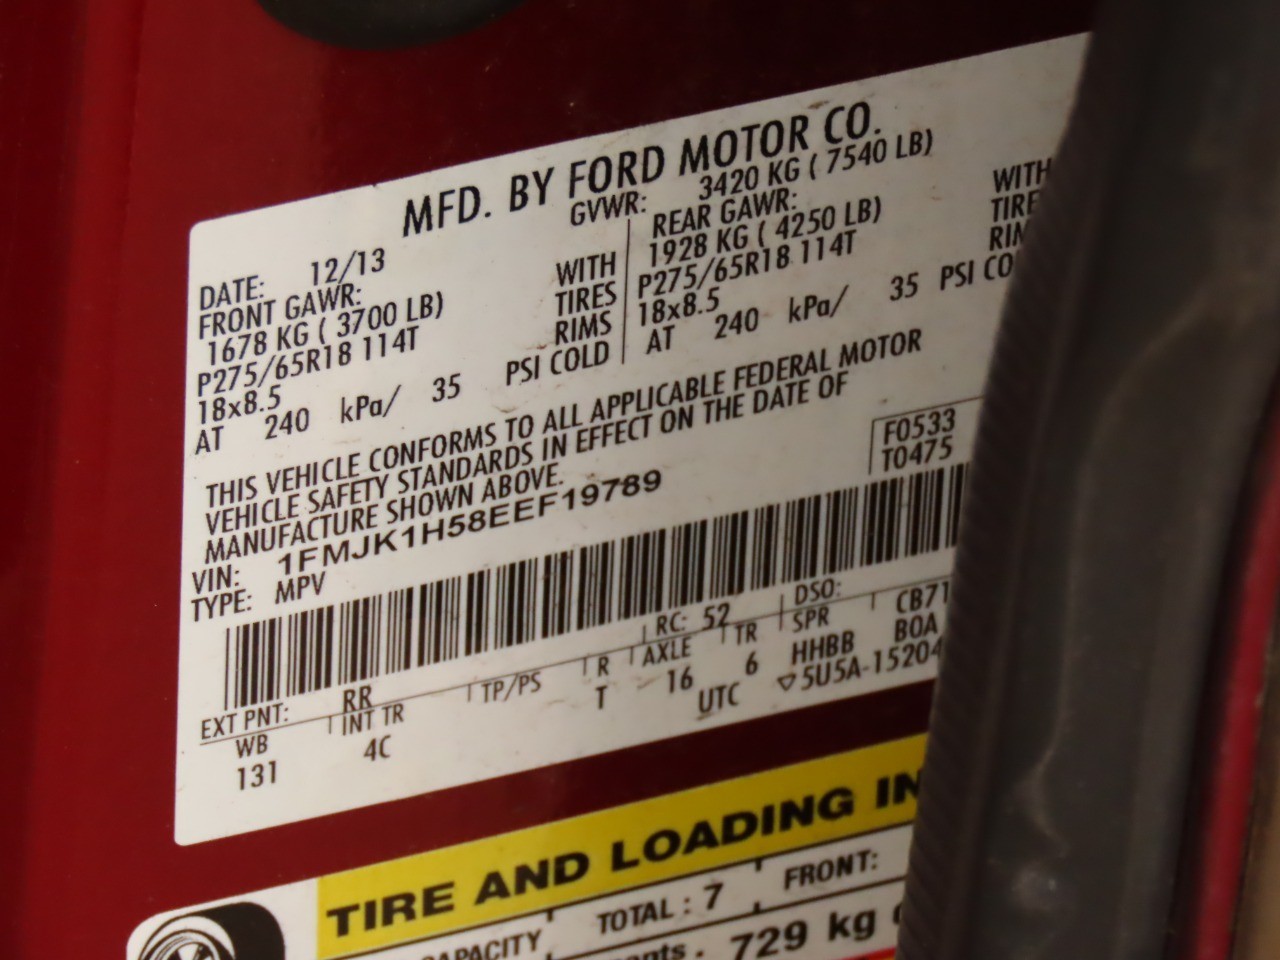 MFD. BY FORD MOTOR CO.
DATE: 12/13 GVWR: 3420 KG ( 7540 LB)
FRONT GAWR: REAR GAWR:
1678 KG ( 3700 LB) WITH 1928 KG ( 4250 LB) WITH
P275/65R18 114T TIRES P275/65R18 114T TIRE
18x8.5 RIMS 18x8.5 RIM
AT 240 kPa/ 35 PSI COLD AT 240 kPa/ 35 PSI CO
THIS VEHICLE CONFORMS TO ALL APPLICABLE FEDERAL MOTOR
VEHICLE SAFETY STANDARDS IN EFFECT ON THE DATE OF
MANUFACTURE SHOWN ABOVE.
F0533
T0475
VIN: 1FMJK1H58EEF19789
TYPE: MPV
EXT PNT: RR RC: 52 DSO:
WB INT TR TP/PS R AXLE TR SPR CB71
131 4C T 16 6 HHBB BOA
UTC ▽5U5A-15204
TIRE AND LOADING IN
TOTAL : 7 FRONT:
729 kg